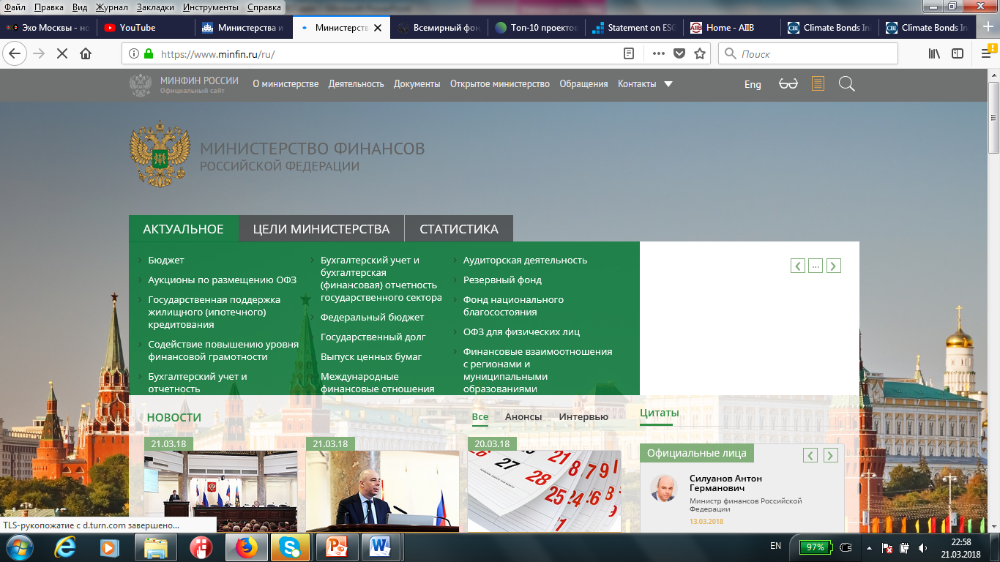 Файл Правка Вид Журнал Закладки Инструменты Справка
Эхо Москвы - но
YouTube
Министерства и
Министерств
Всемирный фон
Топ-10 проектов
Statement on ESG
Home - AIIB
Climate Bonds In
Climate Bonds In
https://www.minfin.ru/ru/
Поиск
МИНФИН РОССИИ
Официальный сайт
О министерстве Деятельность Документы Открытое министерство Обращения Контакты
Eng
МИНИСТЕРСТВО ФИНАНСОВ
РОССИЙСКОЙ ФЕДЕРАЦИИ
АКТУАЛЬНОЕ ЦЕЛИ МИНИСТЕРСТВА СТАТИСТИКА
Бюджет
Аукционы по размещению ОФЗ
Государственная поддержка
жилищного (ипотечного)
кредитования
Содействие повышению уровня
финансовой грамотности
Бухгалтерский учет и
отчетность
Бухгалтерский учет и
бухгалтерская
(финансовая) отчетность
государственного сектора
Федеральный бюджет
Государственный долг
Выпуск ценных бумаг
Международные
финансовые отношения
Аудиторская деятельность
Резервный фонд
Фонд национального
благосостояния
ОФЗ для физических лиц
Финансовые взаимоотношения
с регионами и
муниципальными
образованиями
...
НОВОСТИ
Все Анонсы Интервью
Цитаты
21.03.18
21.03.18
20.03.18
Официальные лица
Силуанов Антон
Германович
Министр финансов Российской
Федерации
13.03.2018
TLS-рукопожатие с d.turn.com завершено...
EN
97%
22:58
21.03.2018